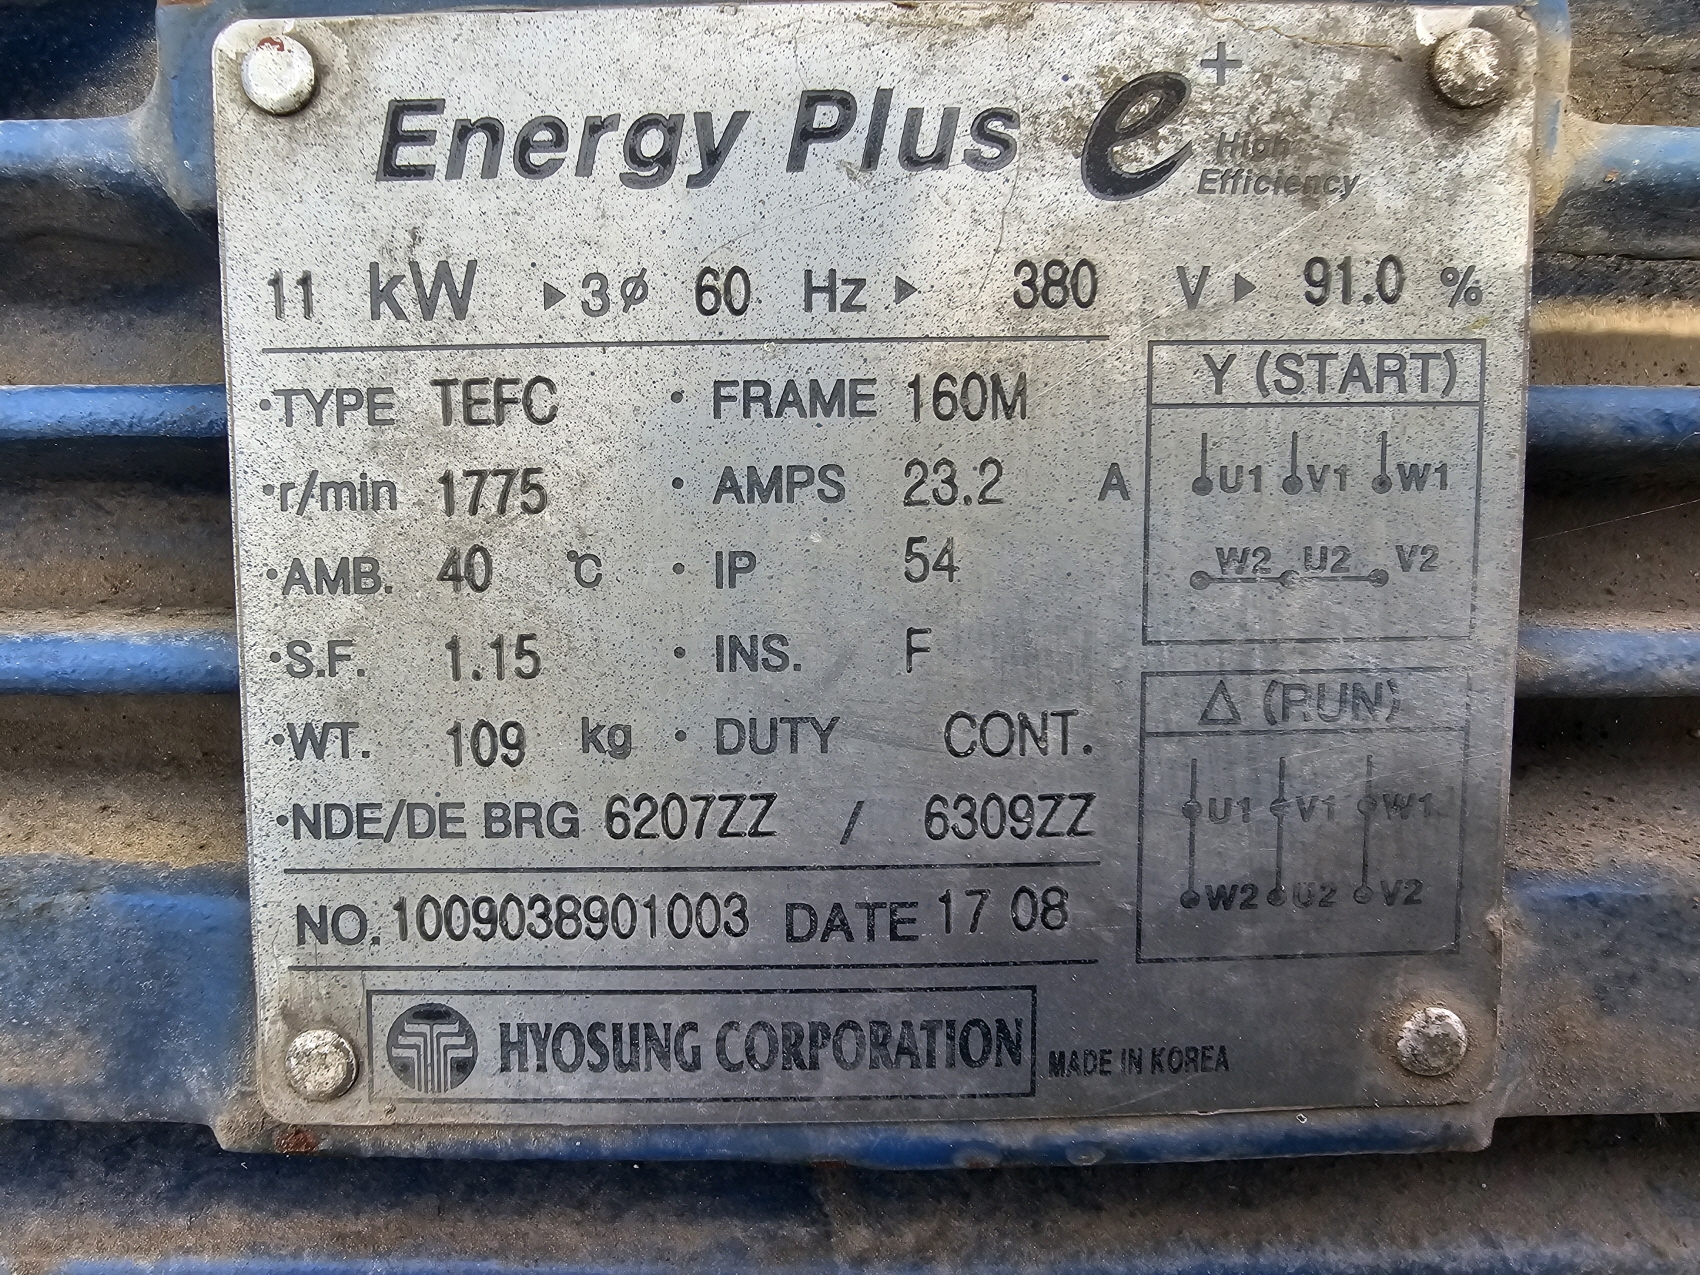 Energy Plus e+
High
Efficiency
11 kW ▶3ø 60 Hz ▶ 380 V ▶ 91.0 %
·TYPE TEFC · FRAME 160M
·r/min 1775 · AMPS 23.2 A
·AMB. 40 ℃ · IP 54
·S.F. 1.15 · INS. F
·WT. 109 kg · DUTY CONT.
·NDE/DE BRG 6207ZZ / 6309ZZ
NO. 1009038901003 DATE 17 08
HYOSUNG CORPORATION MADE IN KOREA
Y (START)
U1 V1 W1
W2 U2 V2
△ (RUN)
U1 V1 W1
W2 U2 V2